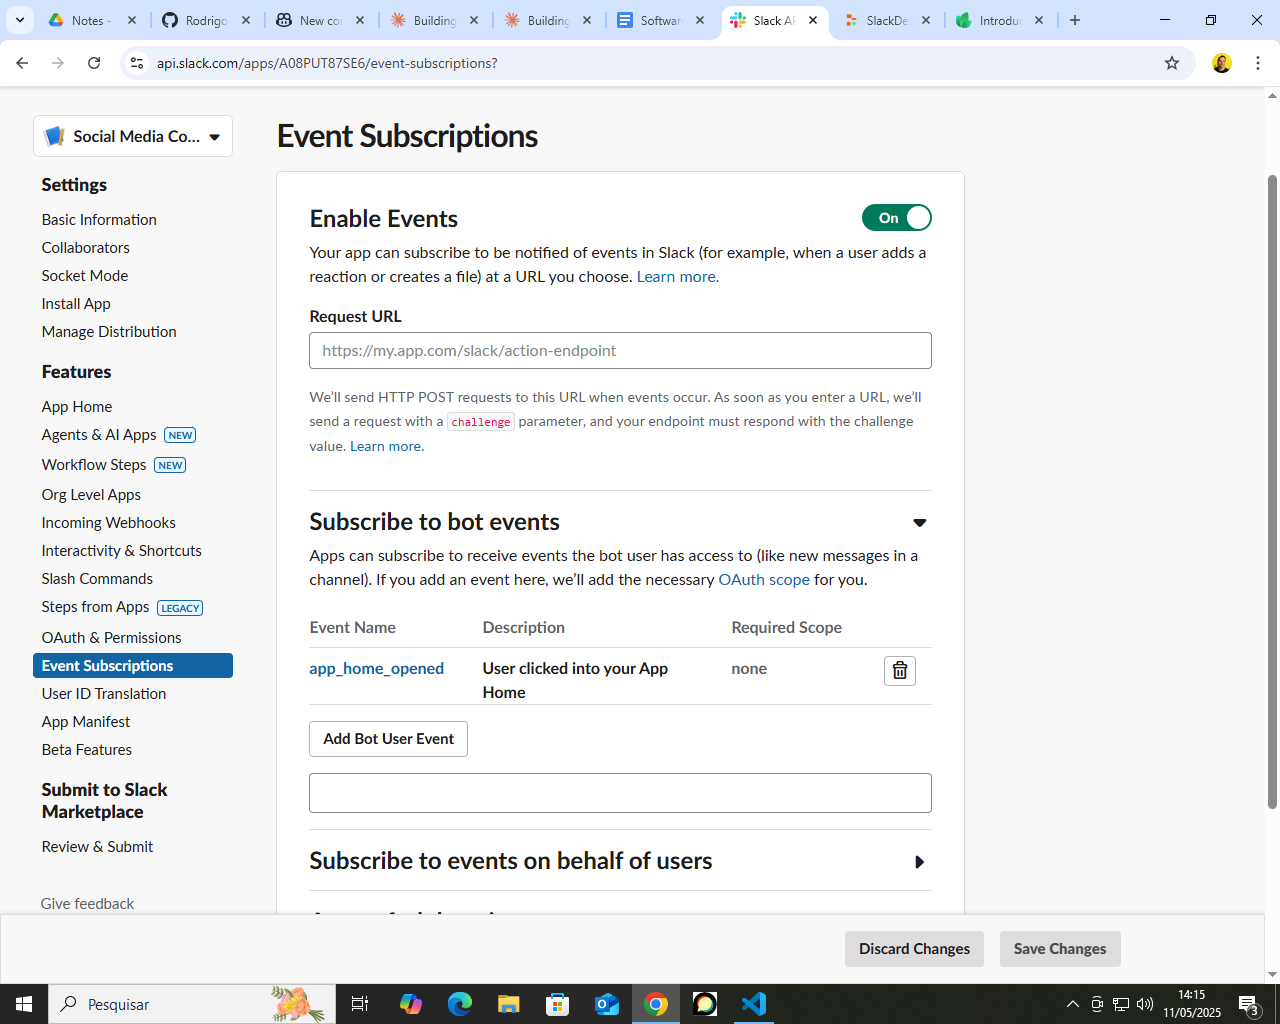 Notes -
Rodrigo
New co
Building
Building
Softwar
Slack AP
SlackDe
Introduc
api.slack.com/apps/A08PUT87SE6/event-subscriptions?
Social Media Co...
Settings
Basic Information
Collaborators
Socket Mode
Install App
Manage Distribution
Features
App Home
Agents & AI Apps NEW
Workflow Steps NEW
Org Level Apps
Incoming Webhooks
Interactivity & Shortcuts
Slash Commands
Steps from Apps LEGACY
OAuth & Permissions
Event Subscriptions
User ID Translation
App Manifest
Beta Features
Submit to Slack
Marketplace
Review & Submit
Give feedback
Event Subscriptions
Enable Events
On
Your app can subscribe to be notified of events in Slack (for example, when a user adds a
reaction or creates a file) at a URL you choose. Learn more.
Request URL
https://my.app.com/slack/action-endpoint
We’ll send HTTP POST requests to this URL when events occur. As soon as you enter a URL, we’ll
send a request with a challenge parameter, and your endpoint must respond with the challenge
value. Learn more.
Subscribe to bot events
Apps can subscribe to receive events the bot user has access to (like new messages in a
channel). If you add an event here, we’ll add the necessary OAuth scope for you.
Event Name Description Required Scope
app_home_opened User clicked into your App none
Home
Add Bot User Event
Subscribe to events on behalf of users
Discard Changes
Save Changes
Pesquisar
14:15
11/05/2025
3